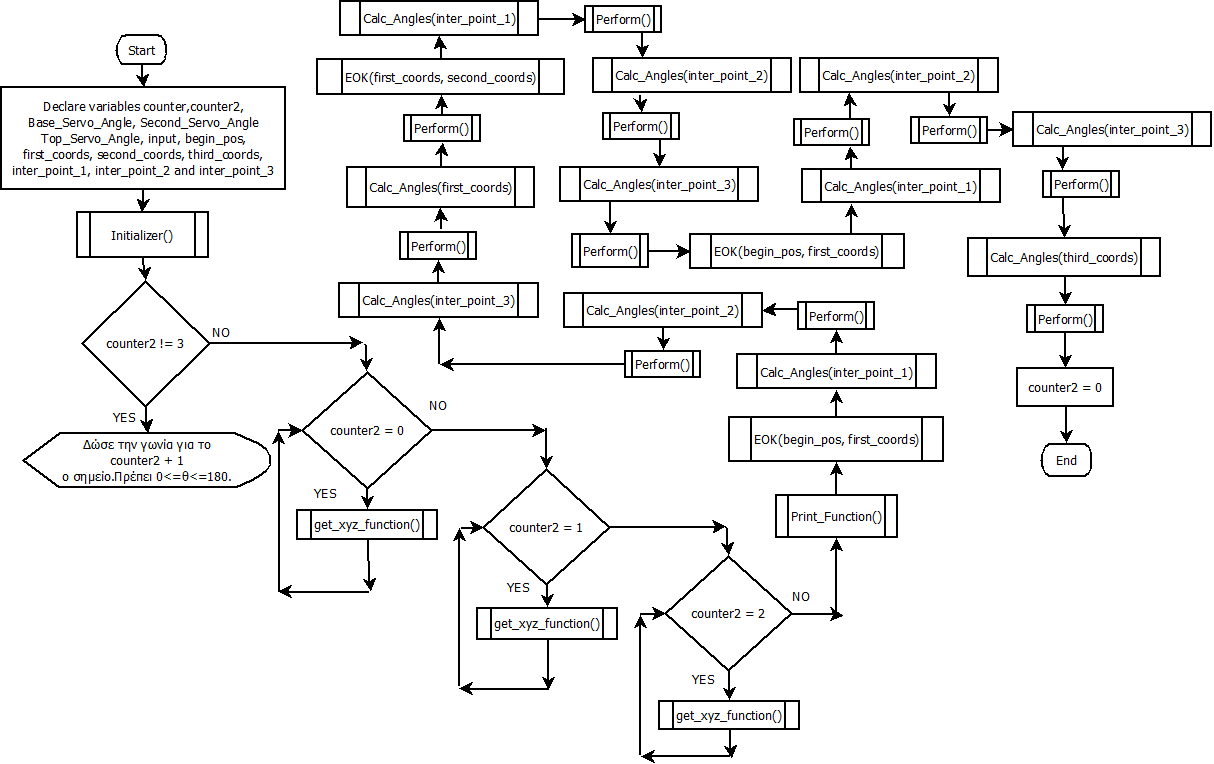 Start
Declare variables counter,counter2,
Base_Servo_Angle, Second_Servo_Angle
Top_Servo_Angle, input, begin_pos,
first_coords, second_coords, third_coords,
inter_point_1, inter_point_2 and inter_point_3
Initializer()
counter2 != 3
NO
YES
Δώσε την γωνία για το
counter2 + 1
ο σημείο.Πρέπει 0<=θ<=180.
counter2 = 0
NO
YES
get_xyz_function()
counter2 = 1
YES
get_xyz_function()
counter2 = 2
NO
YES
get_xyz_function()
Print_Function()
EOK(begin_pos, first_coords)
Calc_Angles(inter_point_1)
Perform()
Calc_Angles(inter_point_2)
Perform()
Calc_Angles(inter_point_3)
Perform()
Calc_Angles(first_coords)
Perform()
EOK(first_coords, second_coords)
Calc_Angles(inter_point_1)
Perform()
Calc_Angles(inter_point_2)
Perform()
Calc_Angles(inter_point_3)
Perform()
EOK(begin_pos, first_coords)
Calc_Angles(inter_point_1)
Perform()
Calc_Angles(inter_point_2)
Perform()
Calc_Angles(inter_point_3)
Perform()
Calc_Angles(third_coords)
Perform()
counter2 = 0
End